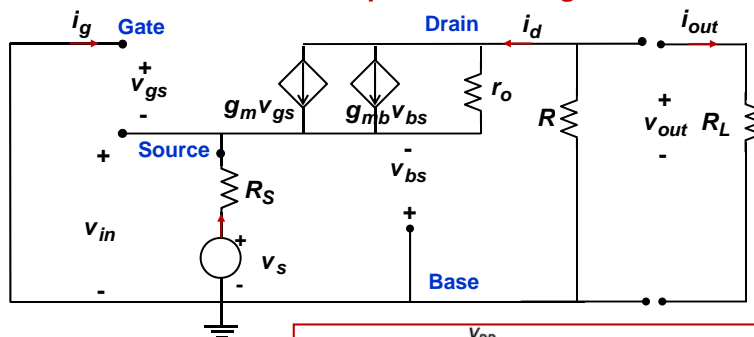 i_g
Gate
Drain
i_d
i_out
+
v_gs
-
g_m v_gs
g_mb v_bs
r_o
R
+
v_out
-
R_L
Source
+
v_in
-
R_S
-
v_bs
+
+
v_s
-
Base